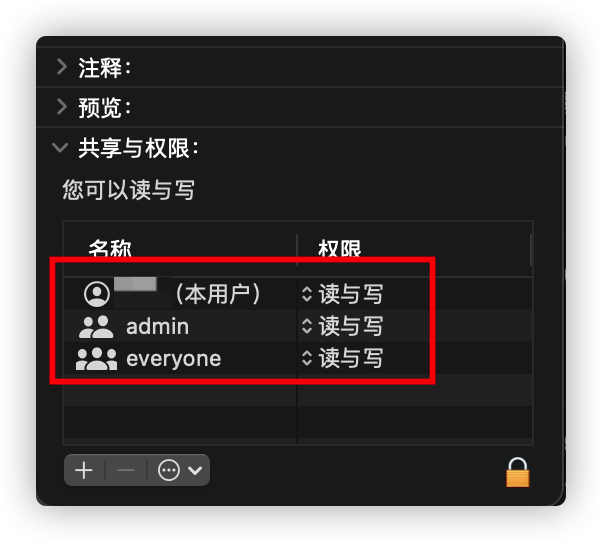 注释：
预览：
共享与权限：
您可以读与写
名称 权限
(本用户) 读与写
admin 读与写
everyone 读与写